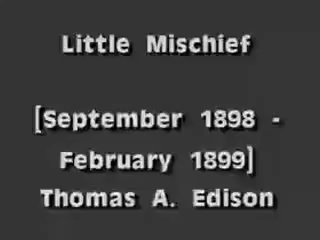 Little Mischief
[September 1898 -
February 1899]
Thomas A. Edison